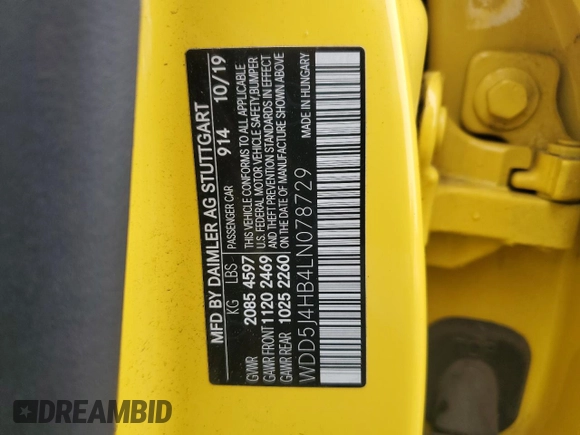 MFD BY DAIMLER AG STUTTGART
KG LBS PASSENGER CAR 914 10/19
GVWR 2085 4597 THIS VEHICLE CONFORMS TO ALL APPLICABLE
GAWR FRONT 1120 2469 U.S. FEDERAL MOTOR VEHICLE SAFETY, BUMPER
AND THEFT PREVENTION STANDARDS IN EFFECT
GAWR REAR 1025 2260 ON THE DATE OF MANUFACTURE SHOWN ABOVE
WDD5J4HB4LN078729 MADE IN HUNGARY
DREAMBID